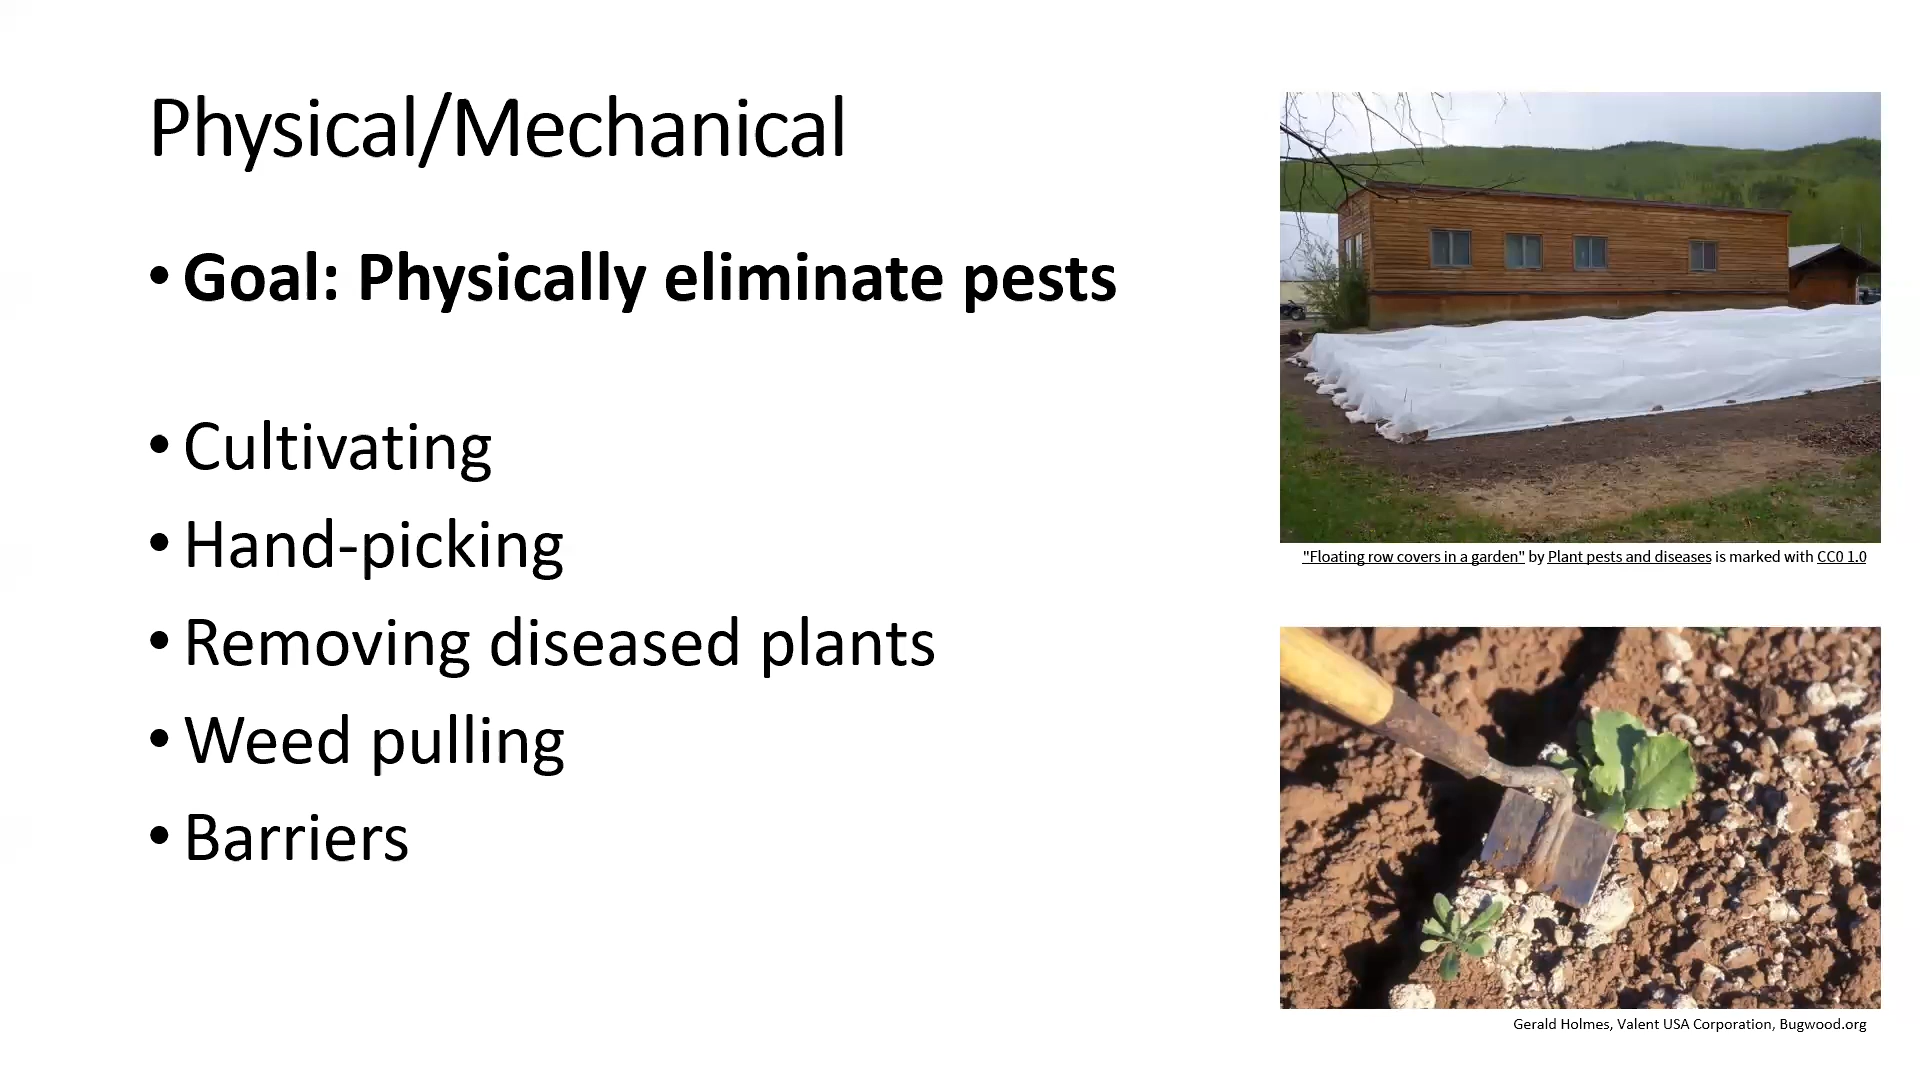 Physical/Mechanical
• Goal: Physically eliminate pests
• Cultivating
• Hand-picking
• Removing diseased plants
• Weed pulling
• Barriers
"Floating row covers in a garden" by Plant pests and diseases is marked with CC0 1.0
Gerald Holmes, Valent USA Corporation, Bugwood.org